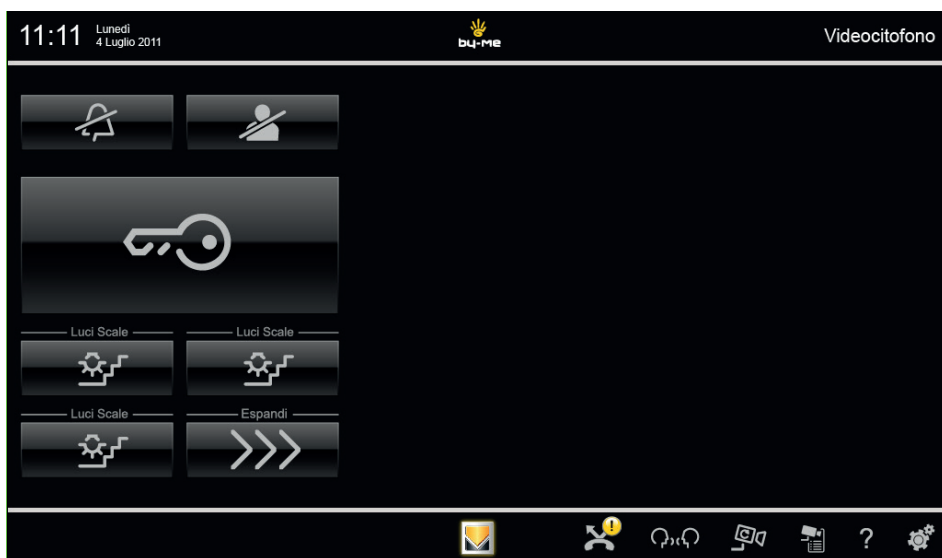 11:11
Lunedì
4 Luglio 2011
by-me
Videocitofono
Luci Scale
Luci Scale
Luci Scale
Espandi
!
C
?